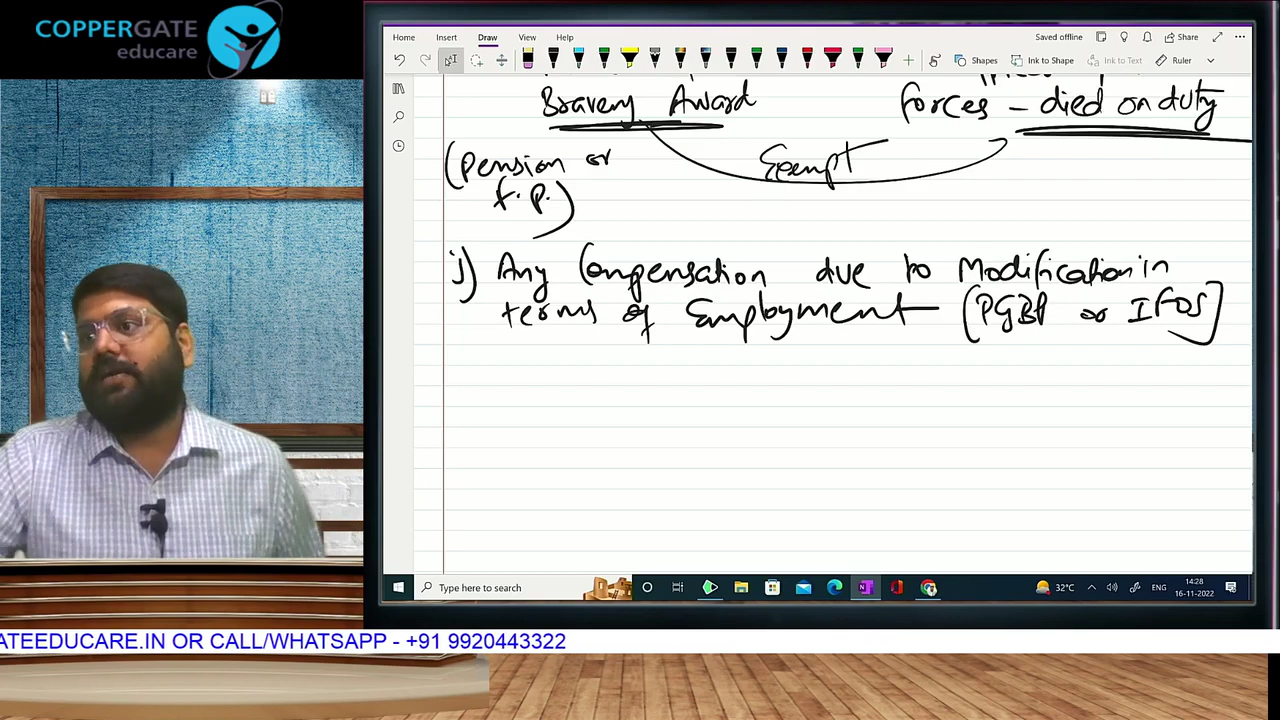 COPPERGATE
educare
Home Insert Draw View Help
Saved offline
Share
Shapes
Ink to Shape
Ink to Text
Ruler
Bravery Award
forces - died on duty
Exempt
(Pension or
f.p.)
j) Any Compensation due to Modification in
terms of Employment (PGBP or IFOS]
Type here to search
32°C
ENG
14:28
16-11-2022
ATEEDUCARE.IN OR CALL/WHATSAPP - +91 9920443322